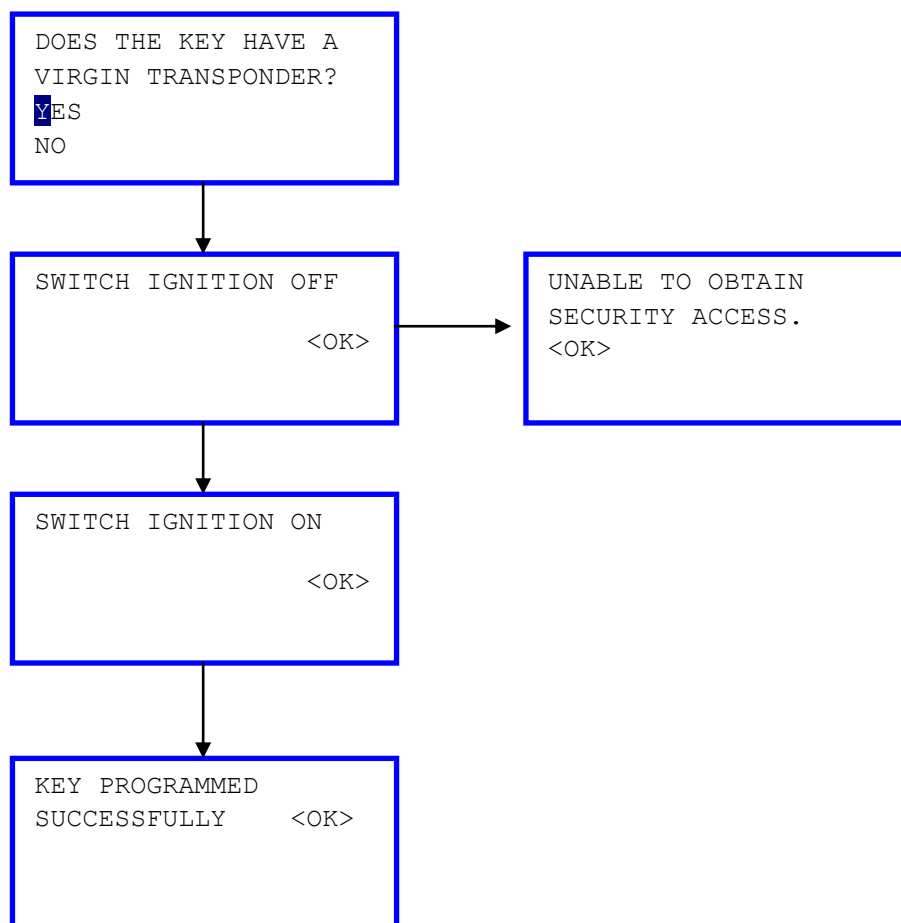 DOES THE KEY HAVE A
VIRGIN TRANSPONDER?
YES
NO
SWITCH IGNITION OFF
<OK>
UNABLE TO OBTAIN
SECURITY ACCESS.
<OK>
SWITCH IGNITION ON
<OK>
KEY PROGRAMMED
SUCCESSFULLY <OK>